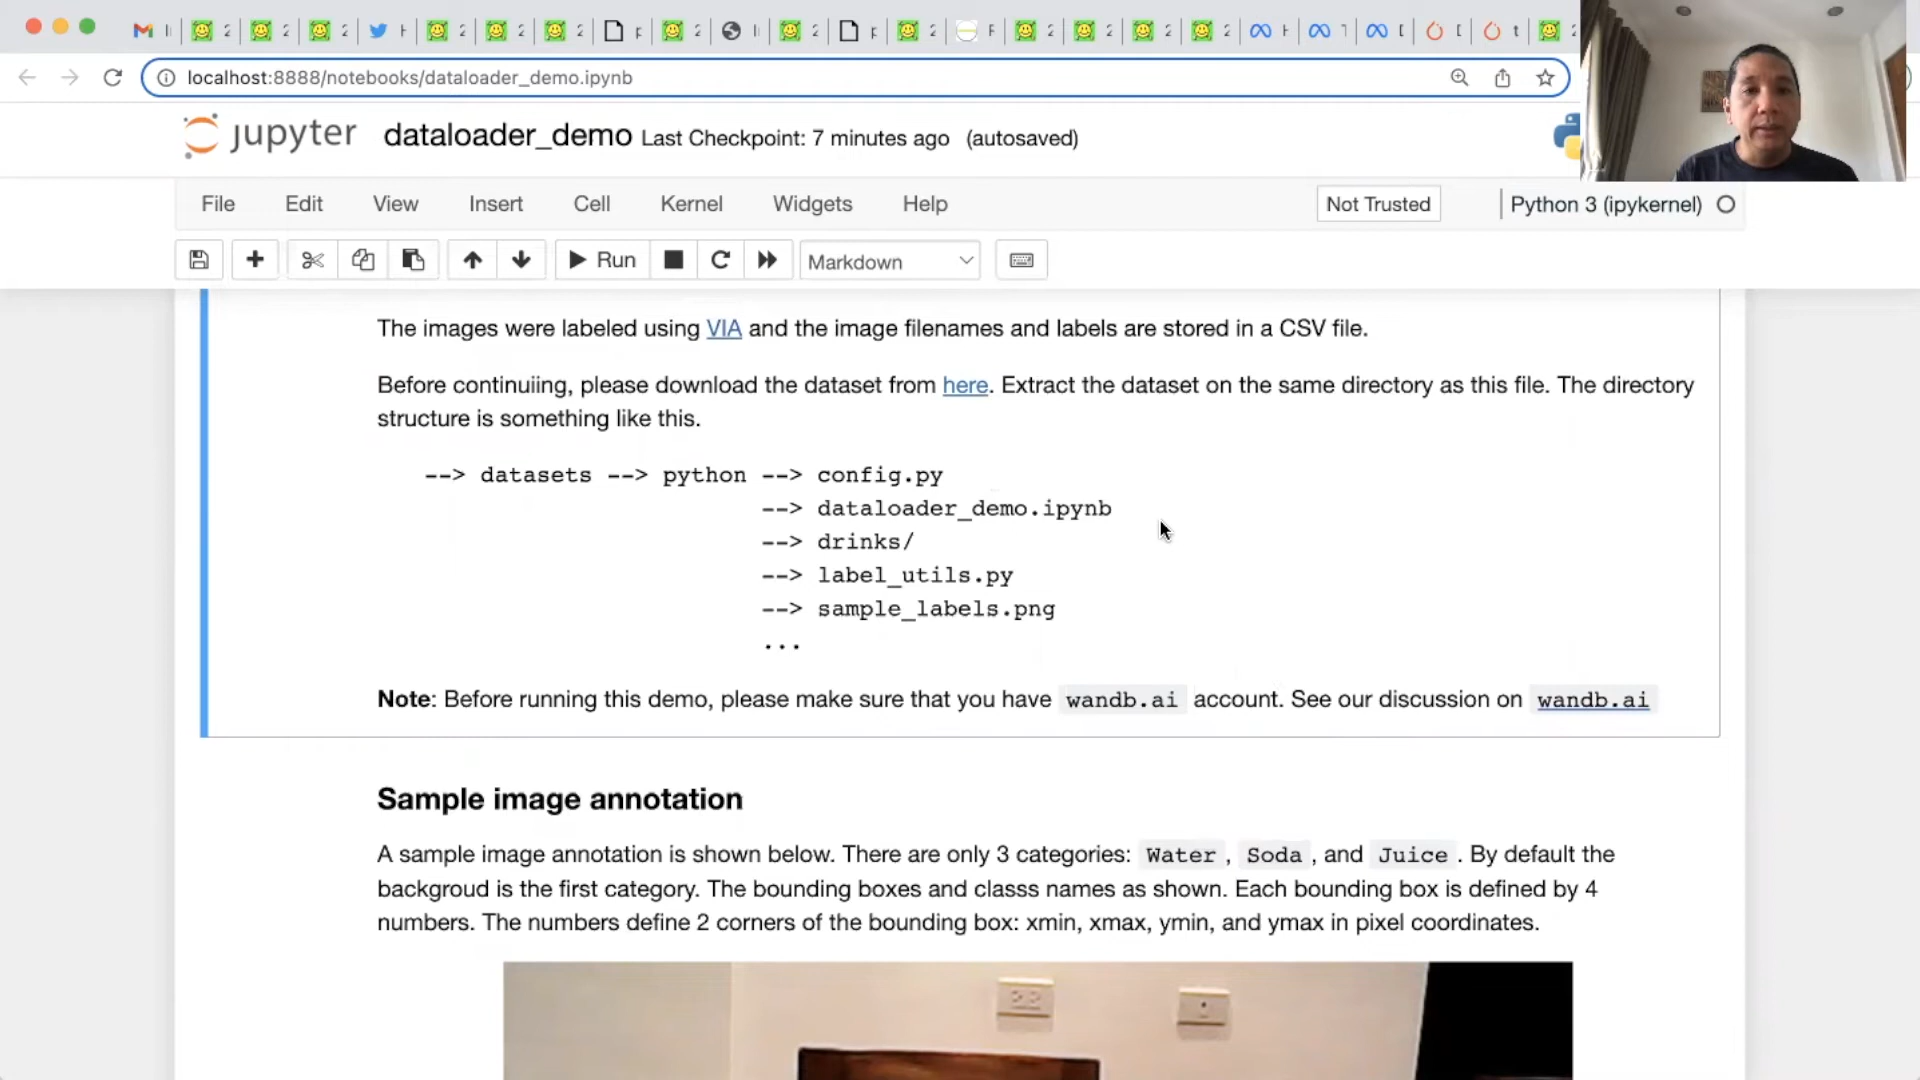 localhost:8888/notebooks/dataloader_demo.ipynb
jupyter dataloader_demo Last Checkpoint: 7 minutes ago (autosaved)
File Edit View Insert Cell Kernel Widgets Help Not Trusted Python 3 (ipykernel)
Run Markdown
The images were labeled using VIA and the image filenames and labels are stored in a CSV file.
Before continuiing, please download the dataset from here. Extract the dataset on the same directory as this file. The directory
structure is something like this.
--> datasets --> python --> config.py
--> dataloader_demo.ipynb
--> drinks/
--> label_utils.py
--> sample_labels.png
...
Note: Before running this demo, please make sure that you have wandb.ai account. See our discussion on wandb.ai
Sample image annotation
A sample image annotation is shown below. There are only 3 categories: Water , Soda , and Juice . By default the
backgroud is the first category. The bounding boxes and classs names as shown. Each bounding box is defined by 4
numbers. The numbers define 2 corners of the bounding box: xmin, xmax, ymin, and ymax in pixel coordinates.